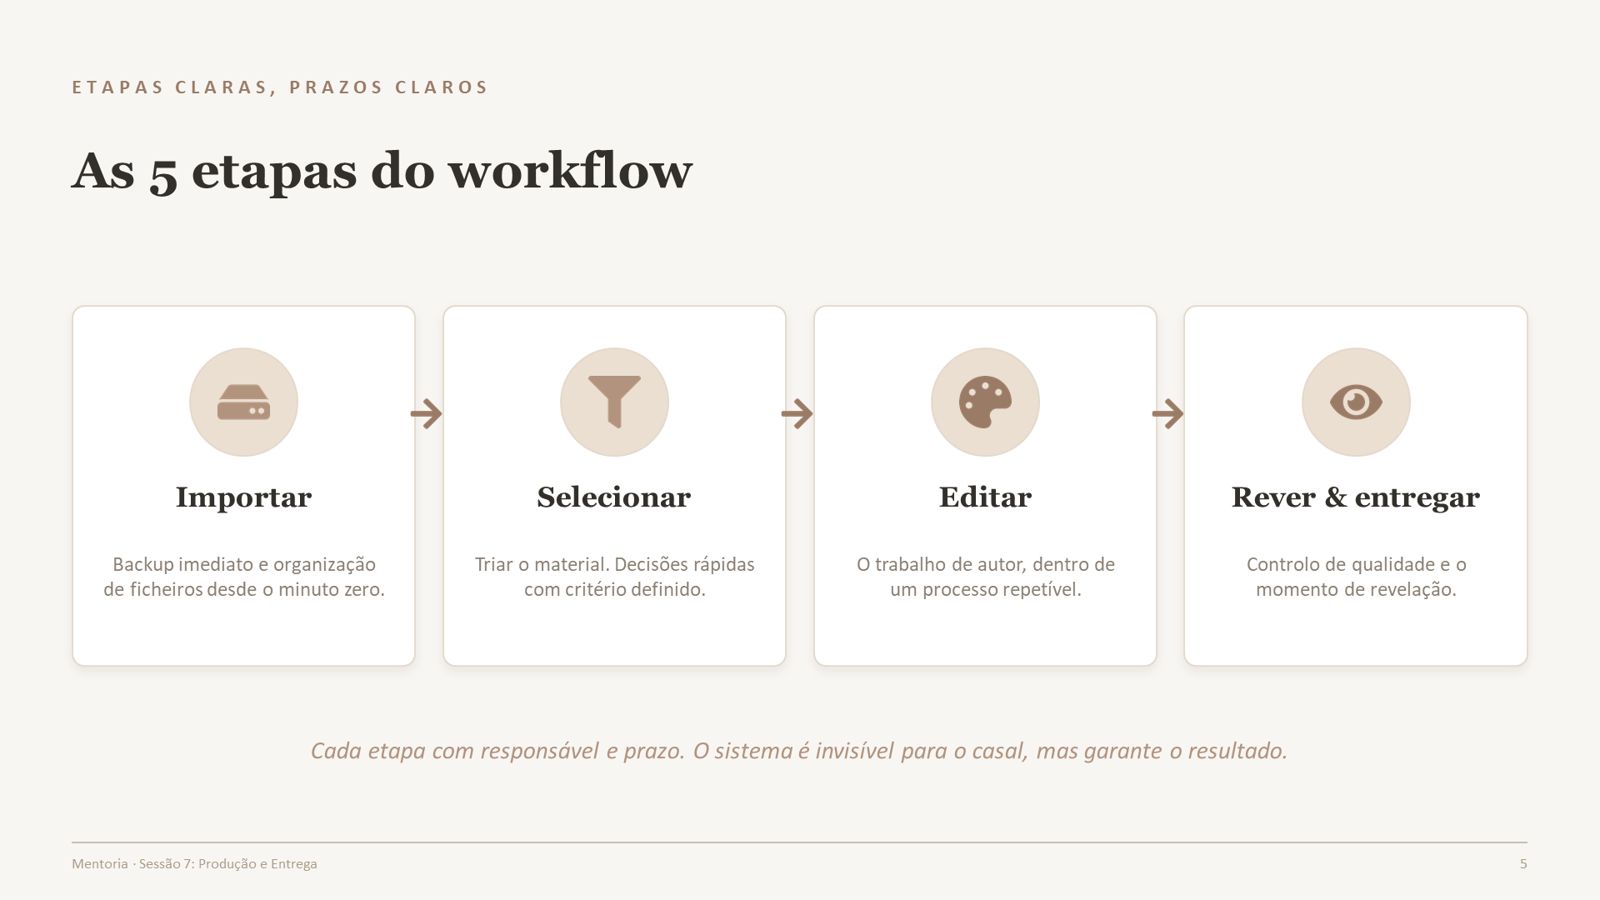 ETAPAS CLARAS, PRAZOS CLAROS
As 5 etapas do workflow
Importar
Backup imediato e organização
de ficheiros desde o minuto zero.
Selecionar
Triar o material. Decisões rápidas
com critério definido.
Editar
O trabalho de autor, dentro de
um processo repetível.
Rever & entregar
Controlo de qualidade e o
momento de revelação.
Cada etapa com responsável e prazo. O sistema é invisível para o casal, mas garante o resultado.
Mentoria · Sessão 7: Produção e Entrega
5